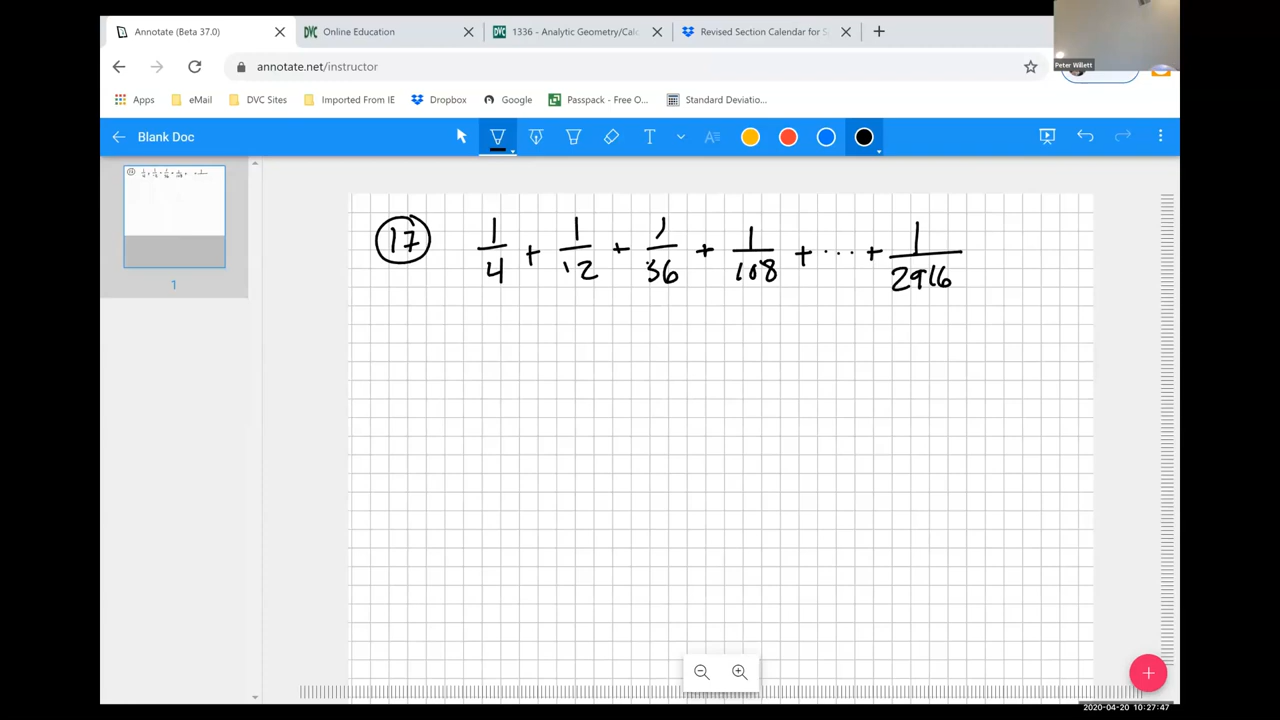 Annotate (Beta 37.0) Online Education 1336 - Analytic Geometry/Calc Revised Section Calendar for S
Peter Willett
annotate.net/instructor
Apps eMail DVC Sites Imported From IE Dropbox Google Passpack - Free O... Standard Deviatio...
Blank Doc
17 1/4 + 1/12 + 1/36 + 1/108 + ··· + 1/2916
1
2020-04-20 10:27:47